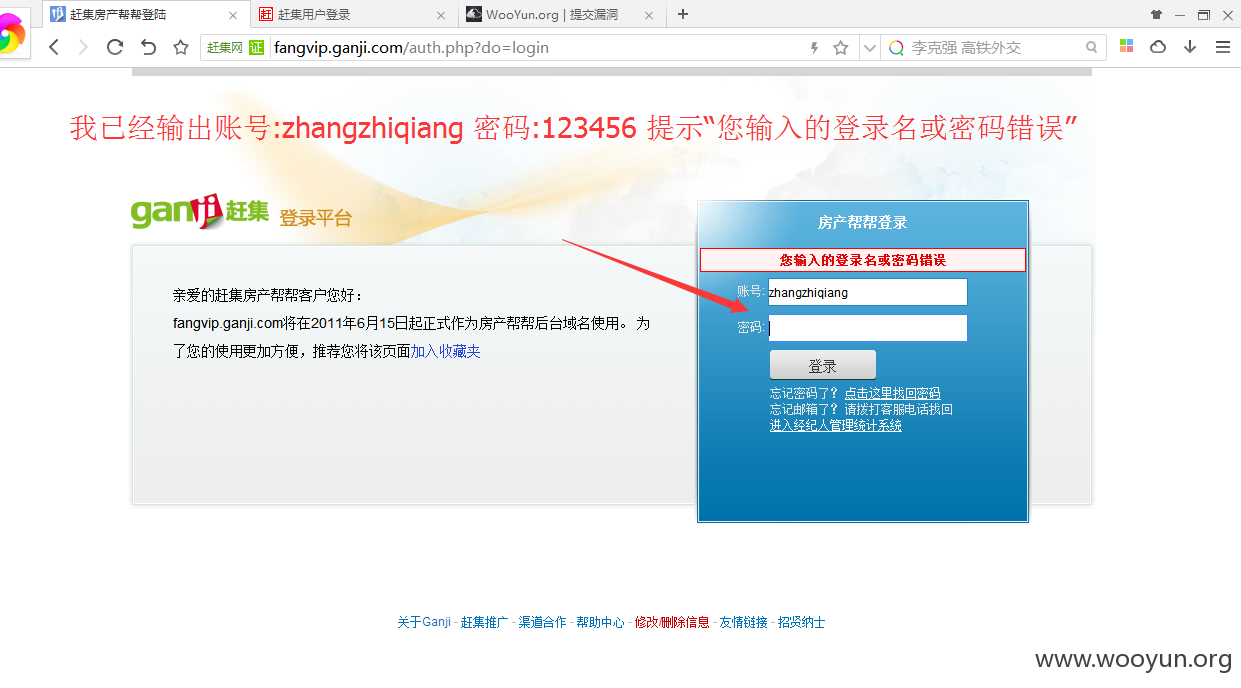 赶集房产帮帮登陆
赶集用户登录
WooYun.org | 提交漏洞
赶集网 证 fangvip.ganji.com/auth.php?do=login
李克强 高铁外交
我已经输出账号:zhangzhiqiang 密码:123456 提示“您输入的登录名或密码错误”
ganji 赶集 登录平台
房产帮帮登录
您输入的登录名或密码错误
账号: zhangzhiqiang
密码:
登录
忘记密码了？ 点击这里找回密码
忘记邮箱了？ 请拨打客服电话找回
进入经纪人管理统计系统
亲爱的赶集房产帮帮客户您好：
fangvip.ganji.com将在2011年6月15日起正式作为房产帮帮后台域名使用。 为
了您的使用更加方便，推荐您将该页面加入收藏夹
关于Ganji - 赶集推广 - 渠道合作 - 帮助中心 - 修改/删除信息 - 友情链接 - 招贤纳士
www.wooyun.org